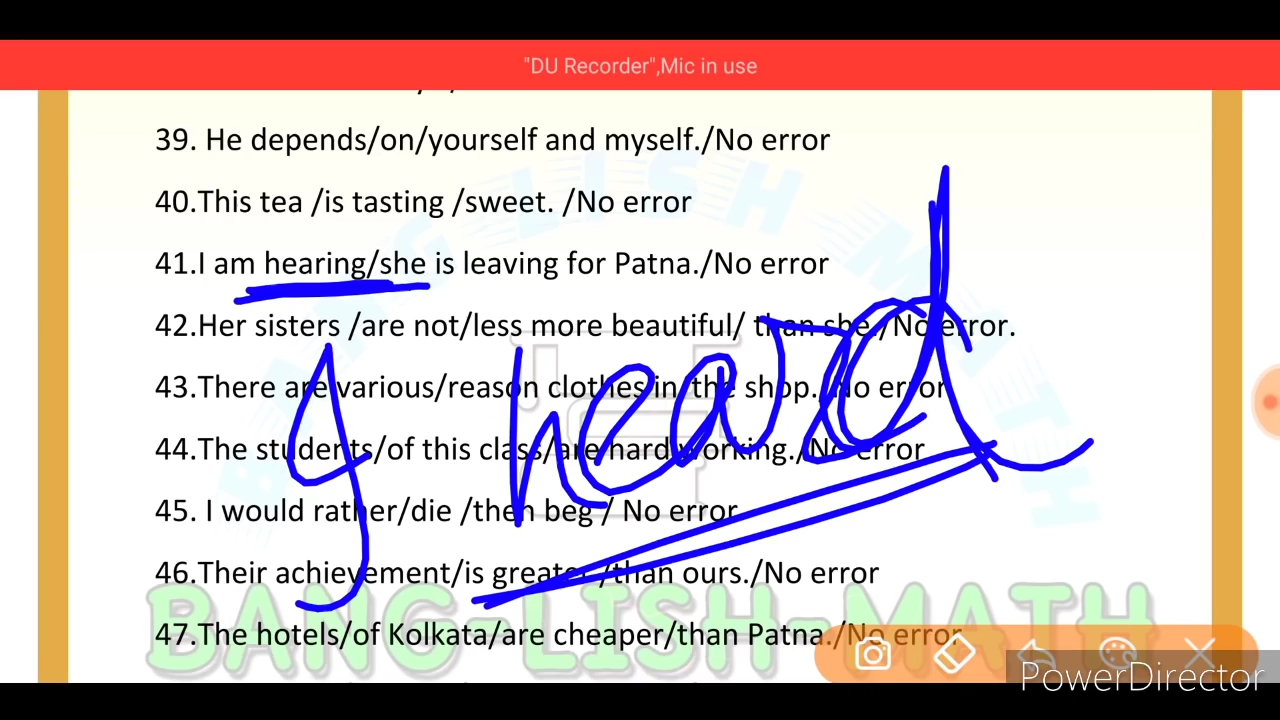 "DU Recorder",Mic in use
39. He depends/on/yourself and myself./No error
40.This tea /is tasting /sweet. /No error
41.I am hearing/she is leaving for Patna./No error
42.Her sisters /are not/less more beautiful/ than she./No error.
43.There are various/reason clothes/in/the shop./No error
44.The students/of this class/are hard working./No error
45. I would rather/die /then beg / No error
46.Their achievement/is greater /than ours./No error
47.The hotels/of Kolkata/are cheaper/than Patna./No error
I heard
BANG-LISH-MATH
PowerDirector